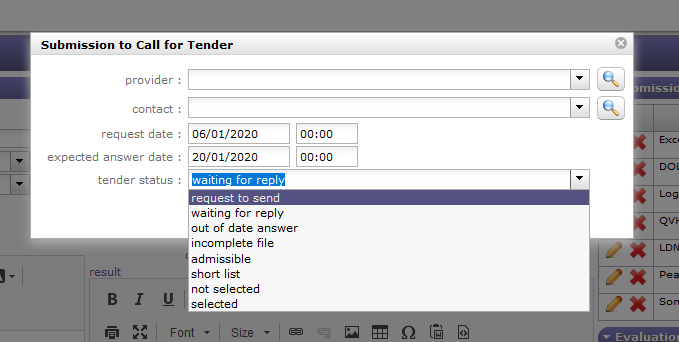 Submission to Call for Tender
provider :
contact :
request date : 06/01/2020 00:00
expected answer date : 20/01/2020 00:00
tender status : waiting for reply
request to send
waiting for reply
out of date answer
incomplete file
admissible
short list
not selected
selected
result
B I U
Font Size
Exce
DOL
Log
QVH
LDN
Pea
Son
Evaluation